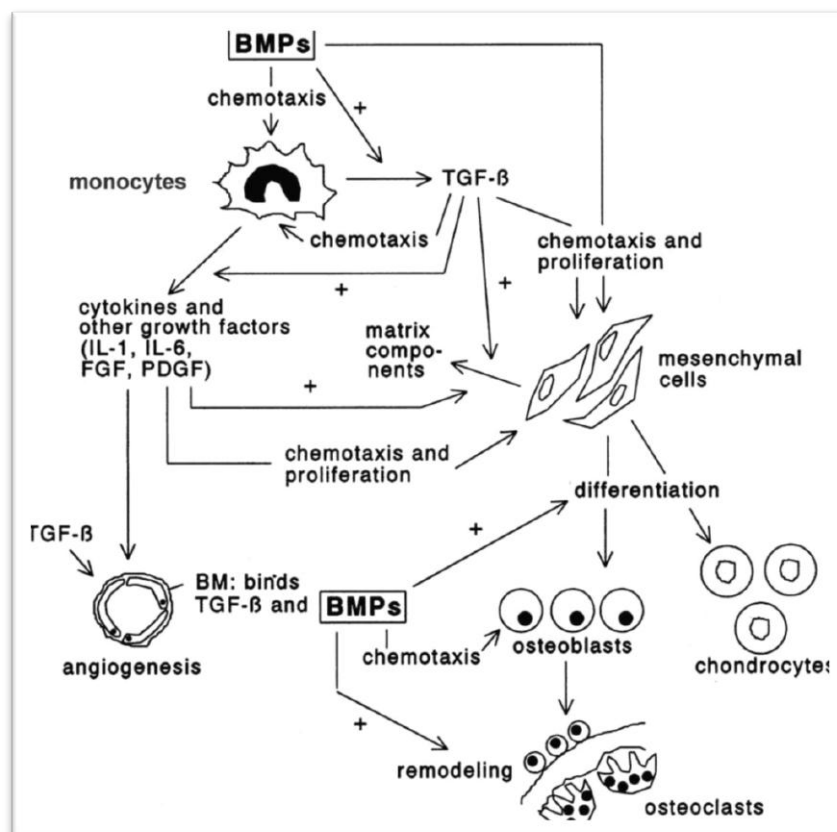 BMPs
chemotaxis
+
monocytes
TGF-ß
chemotaxis
chemotaxis and
proliferation
+
+
cytokines and
other growth factors
(IL-1, IL-6,
FGF, PDGF)
matrix
compo-
nents
mesenchymal
cells
+
chemotaxis and
proliferation
differentiation
+
TGF-ß
BM: binds
TGF-ß and
BMPs
angiogenesis
chemotaxis
osteoblasts
chondrocytes
+
remodeling
osteoclasts